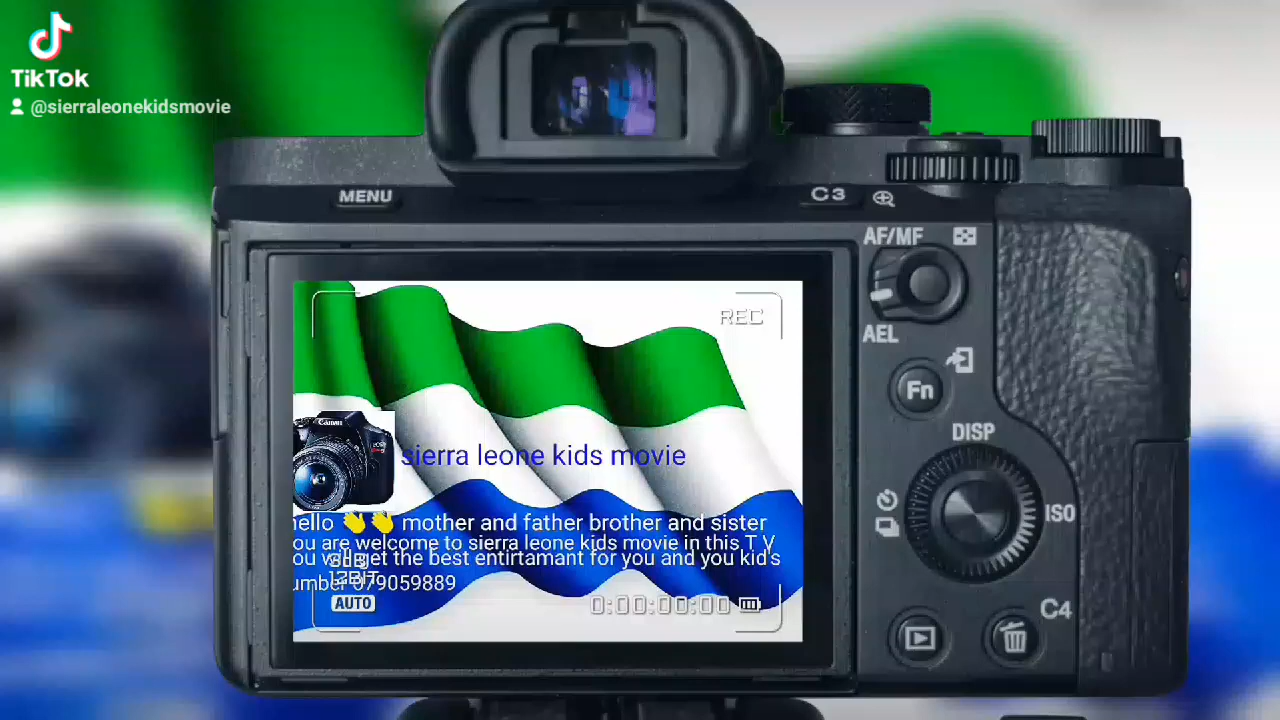 TikTok
@sierraleonekidsmovie
MENU
C3
AF/MF
AEL
Fn
DISP
ISO
C4
REC
Canon
sierra leone kids movie
hello 👋👋 mother and father brother and sister
ou are welcome to sierra leone kids movie in this T V
ou will get the best entirtamant for you and you kid's
12BIT
AUTO
0:00:00:00